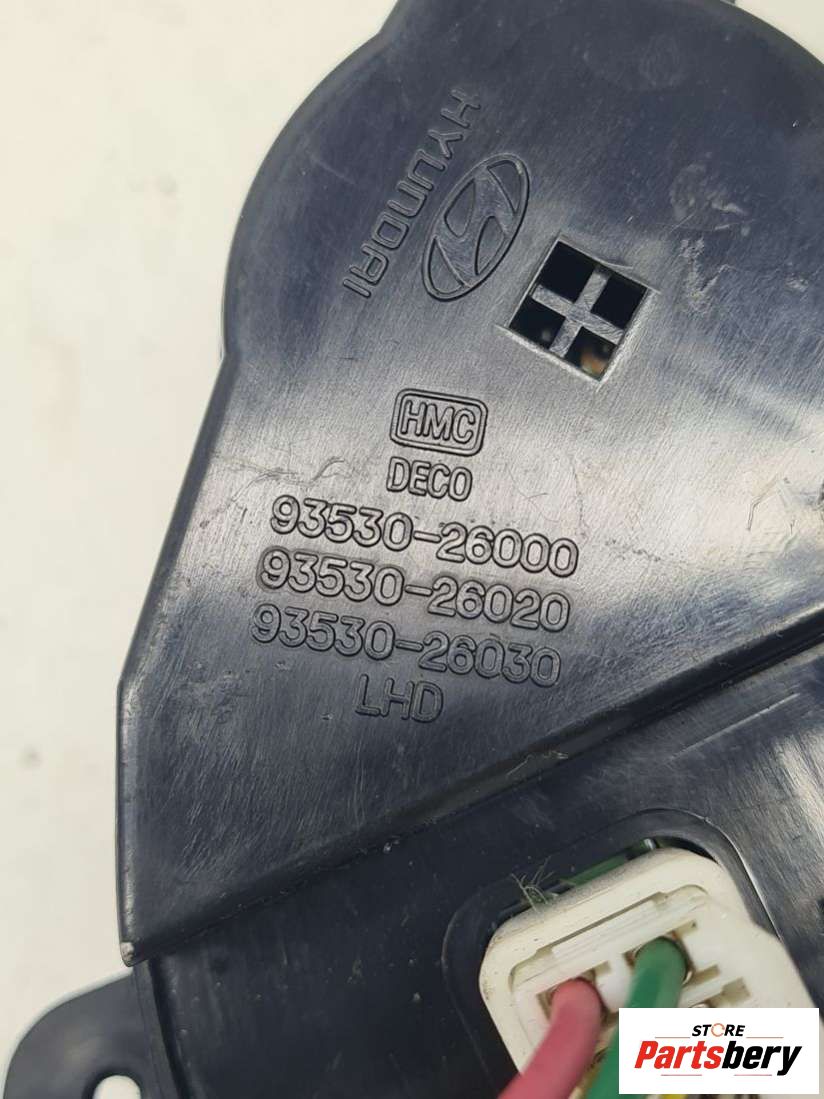 HYUNDAI
HMC
DECO
93530-26000
93530-26020
93530-26030
LHD
STORE
Partsbery